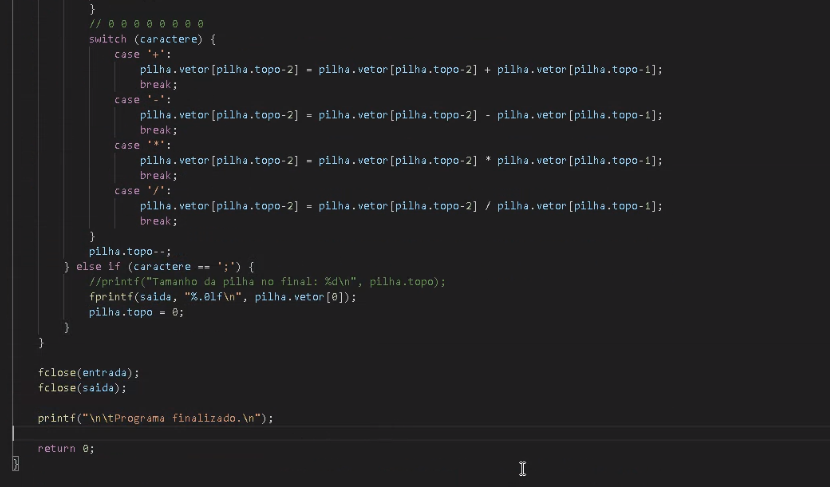 }
// 0 0 0 0 0 0 0 0
switch (caractere) {
case '+':
pilha.vetor[pilha.topo-2] = pilha.vetor[pilha.topo-2] + pilha.vetor[pilha.topo-1];
break;
case '-':
pilha.vetor[pilha.topo-2] = pilha.vetor[pilha.topo-2] - pilha.vetor[pilha.topo-1];
break;
case '*':
pilha.vetor[pilha.topo-2] = pilha.vetor[pilha.topo-2] * pilha.vetor[pilha.topo-1];
break;
case '/':
pilha.vetor[pilha.topo-2] = pilha.vetor[pilha.topo-2] / pilha.vetor[pilha.topo-1];
break;
}
pilha.topo--;
} else if (caractere == ';') {
//printf("Tamanho da pilha no final: %d\n", pilha.topo);
fprintf(saida, "%.0lf\n", pilha.vetor[0]);
pilha.topo = 0;
}
}
fclose(entrada);
fclose(saida);
printf("\n\tPrograma finalizado.\n");
return 0;
}